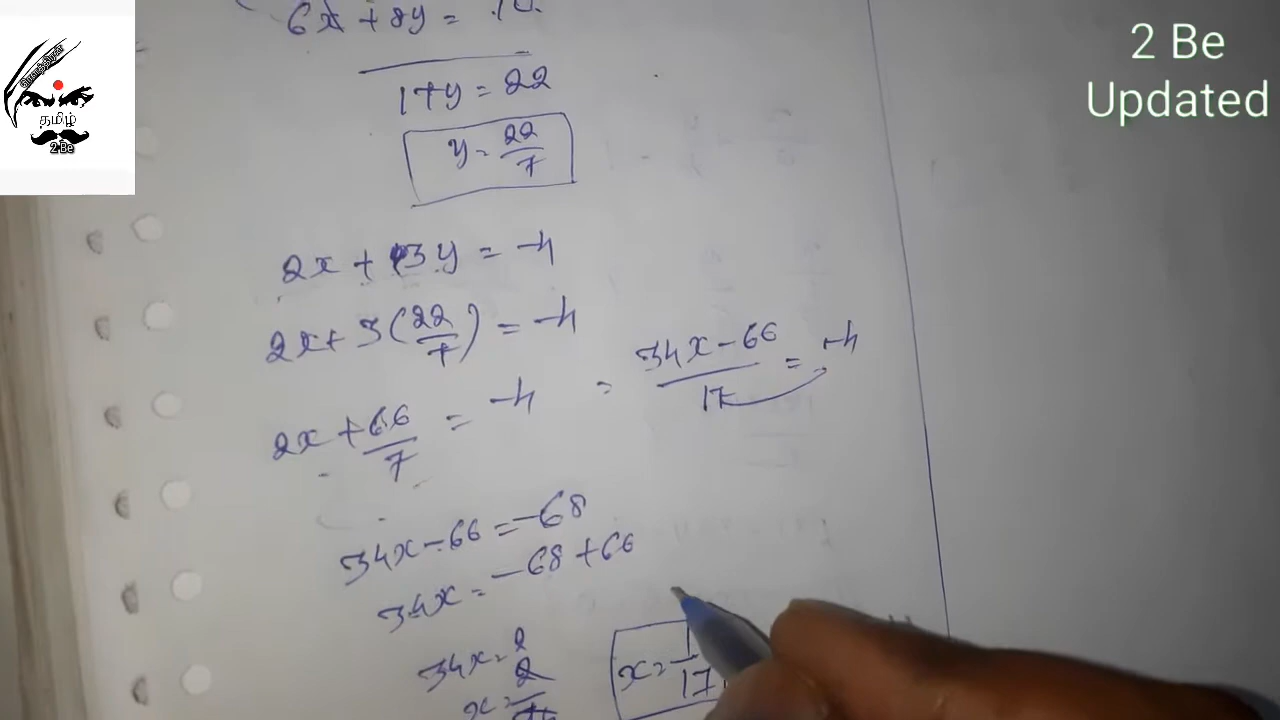 தமிழ்
2 Be
2 Be
Updated
6x + 8y =
17y = 22
y = 22/7
2x + 3y = -4
2x + 3(22/7) = -4
2x + 66/7 = -4
= 34x - 66/17 = -4
34x - 66 = -68
34x = -68 + 66
34x = 2
x = 2/
x = 1/17